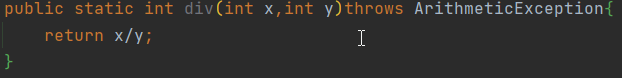 public static int div(int x,int y)throws ArithmeticException{
    return x/y;
}